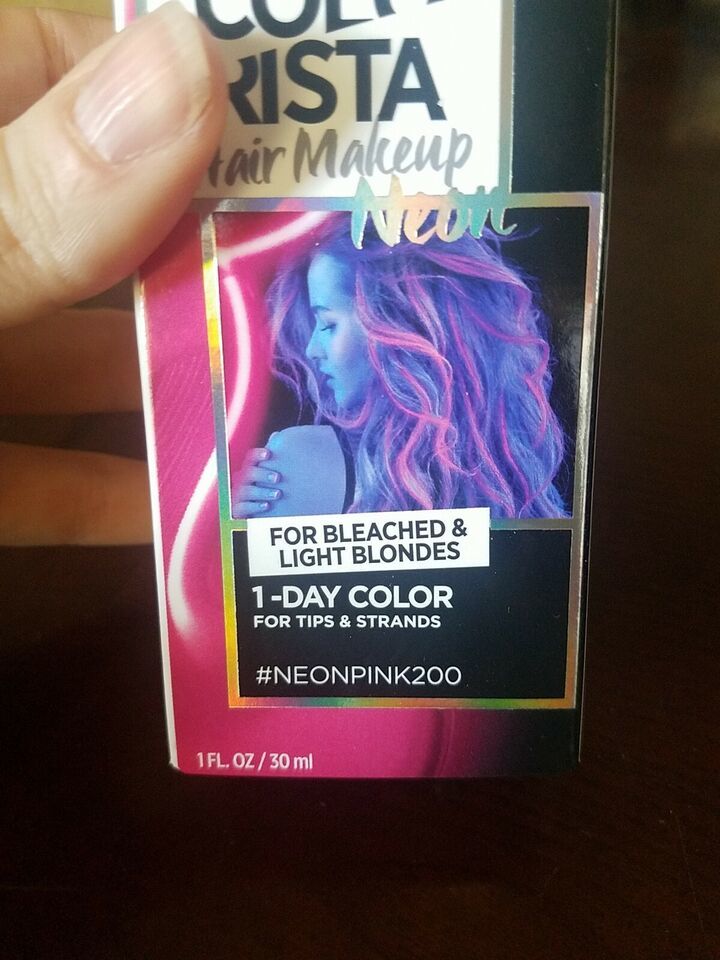 RISTA
Hair Makeup
Neon
FOR BLEACHED &
LIGHT BLONDES
1-DAY COLOR
FOR TIPS & STRANDS
#NEONPINK200
1 FL. OZ / 30 ml